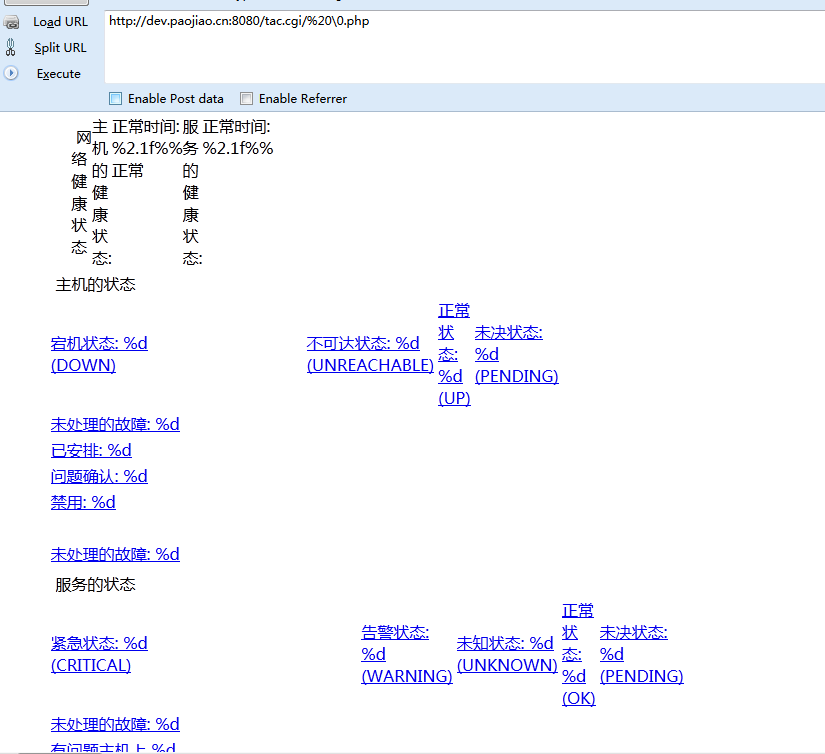 Load URL
http://dev.paojiao.cn:8080/tac.cgi/%20\0.php
Split URL
Execute
Enable Post data
Enable Referrer
网络健康状态
主机的健康状态:
正常时间:
%2.1f%%
正常
服务的健康状态:
正常时间:
%2.1f%%
主机的状态
宕机状态: %d
(DOWN)
不可达状态: %d
(UNREACHABLE)
正常
状
态:
%d
(UP)
未决状态:
%d
(PENDING)
未处理的故障: %d
已安排: %d
问题确认: %d
禁用: %d
未处理的故障: %d
服务的状态
紧急状态: %d
(CRITICAL)
告警状态:
%d
(WARNING)
未知状态: %d
(UNKNOWN)
正常
状
态:
%d
(OK)
未决状态:
%d
(PENDING)
未处理的故障: %d
有问题主机上 %d